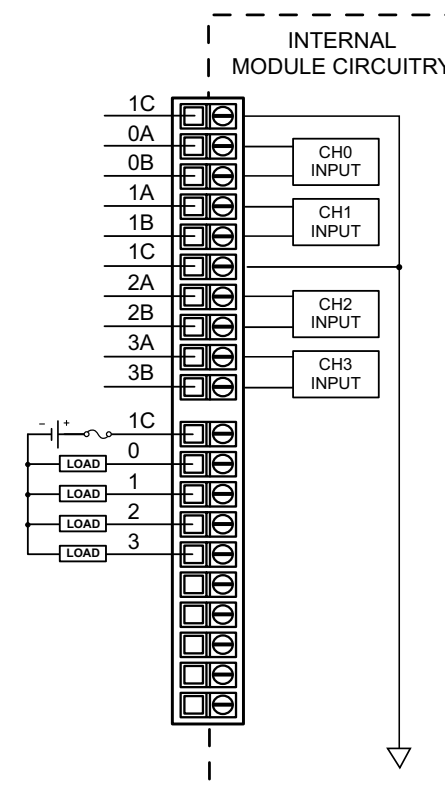 INTERNAL
MODULE CIRCUITRY
1C
0A
0B
CH0
INPUT
1A
1B
CH1
INPUT
1C
2A
2B
CH2
INPUT
3A
3B
CH3
INPUT
- + 1C
LOAD 0
LOAD 1
LOAD 2
LOAD 3